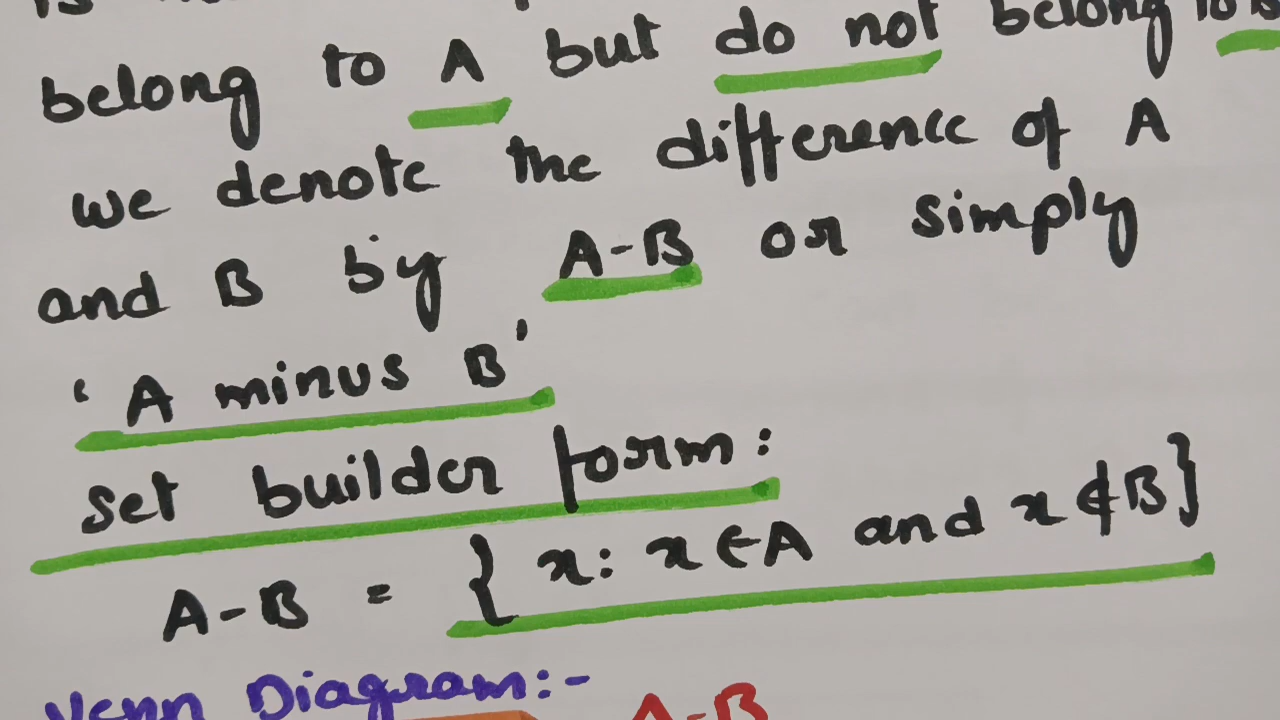 is
belong to A but do not belong to B
we denote the difference of A
and B by A-B or simply
'A minus B'
set builder form:
A-B = { x: x ∈ A and x ∉ B}
Venn Diagram:-
A-B